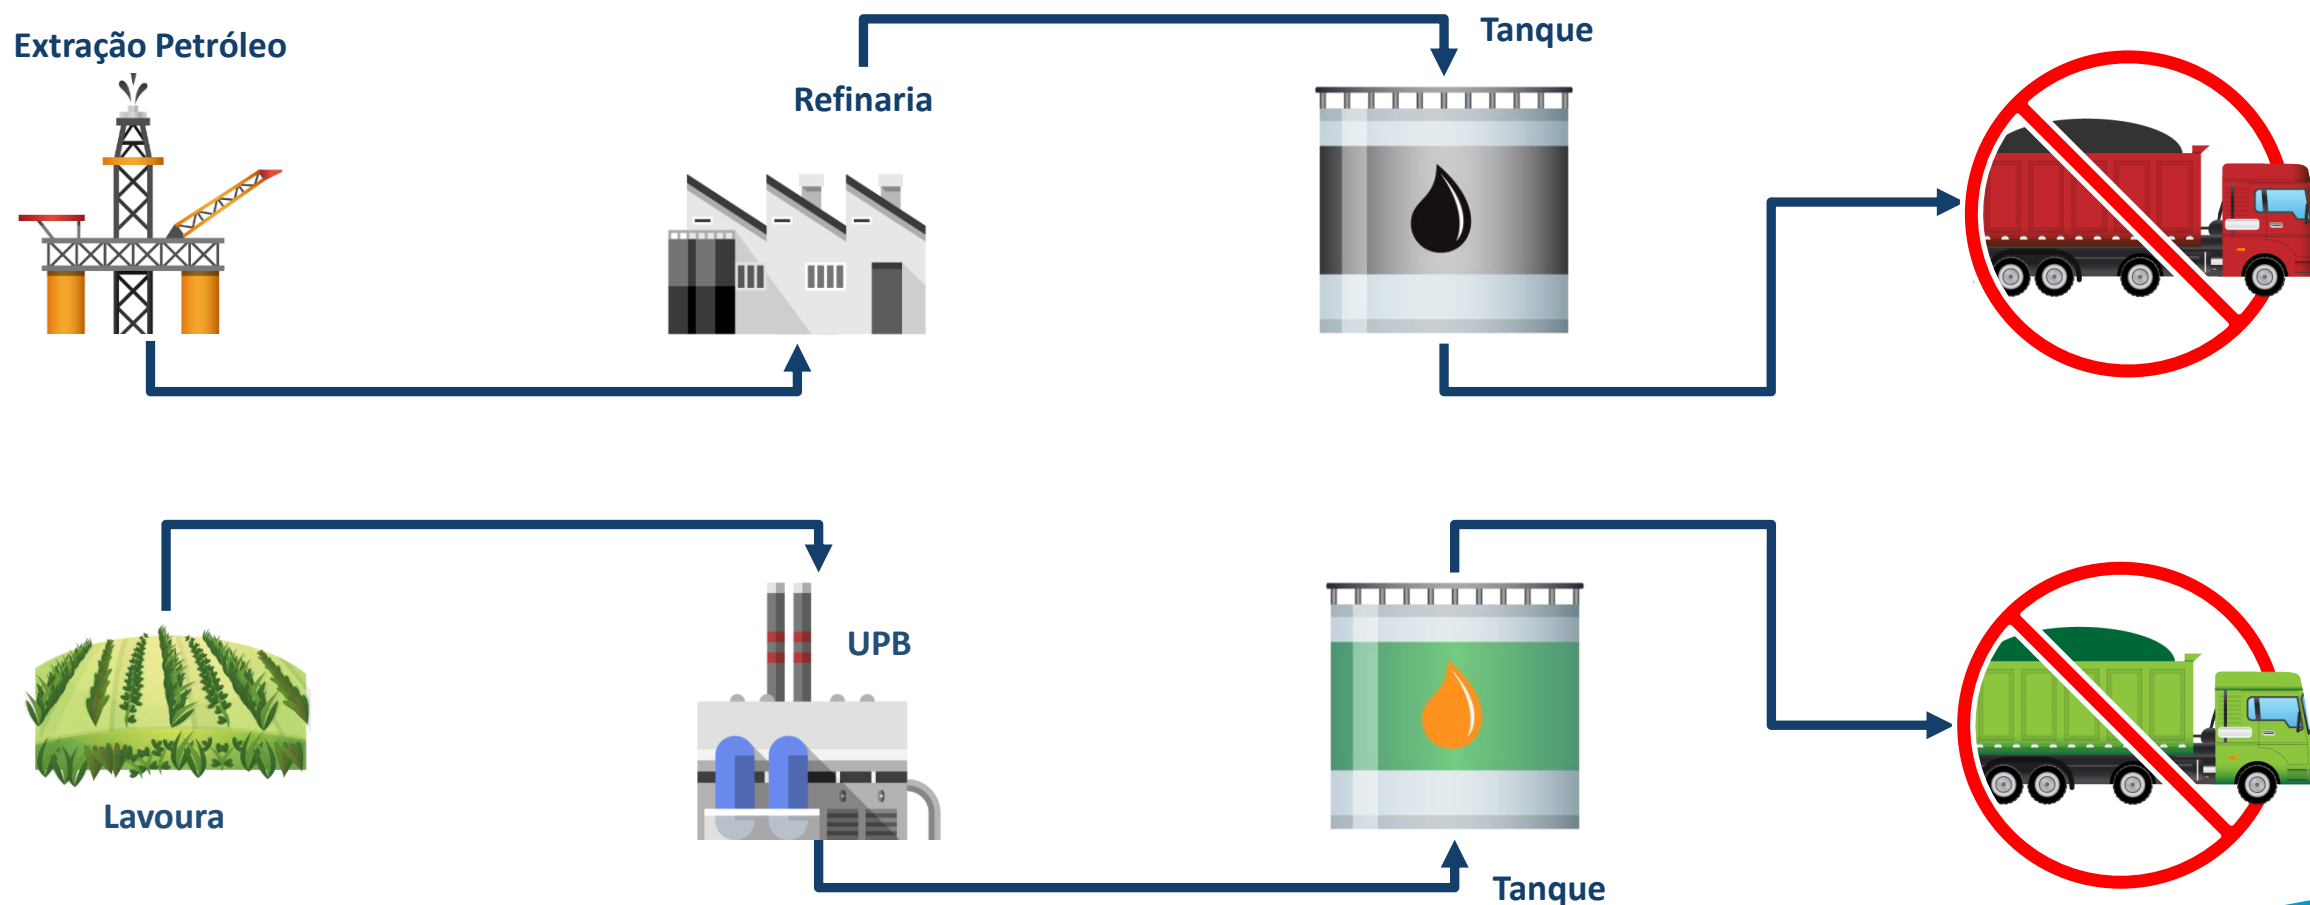 Extração Petróleo
Refinaria
Tanque
Lavoura
UPB
Tanque